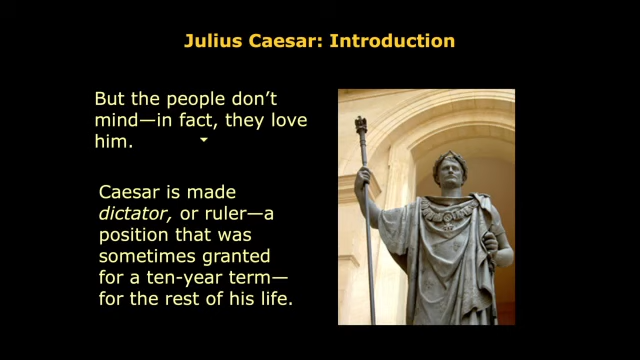 Julius Caesar: Introduction
But the people don’t
mind—in fact, they love
him.
Caesar is made
dictator, or ruler—a
position that was
sometimes granted
for a ten-year term—
for the rest of his life.